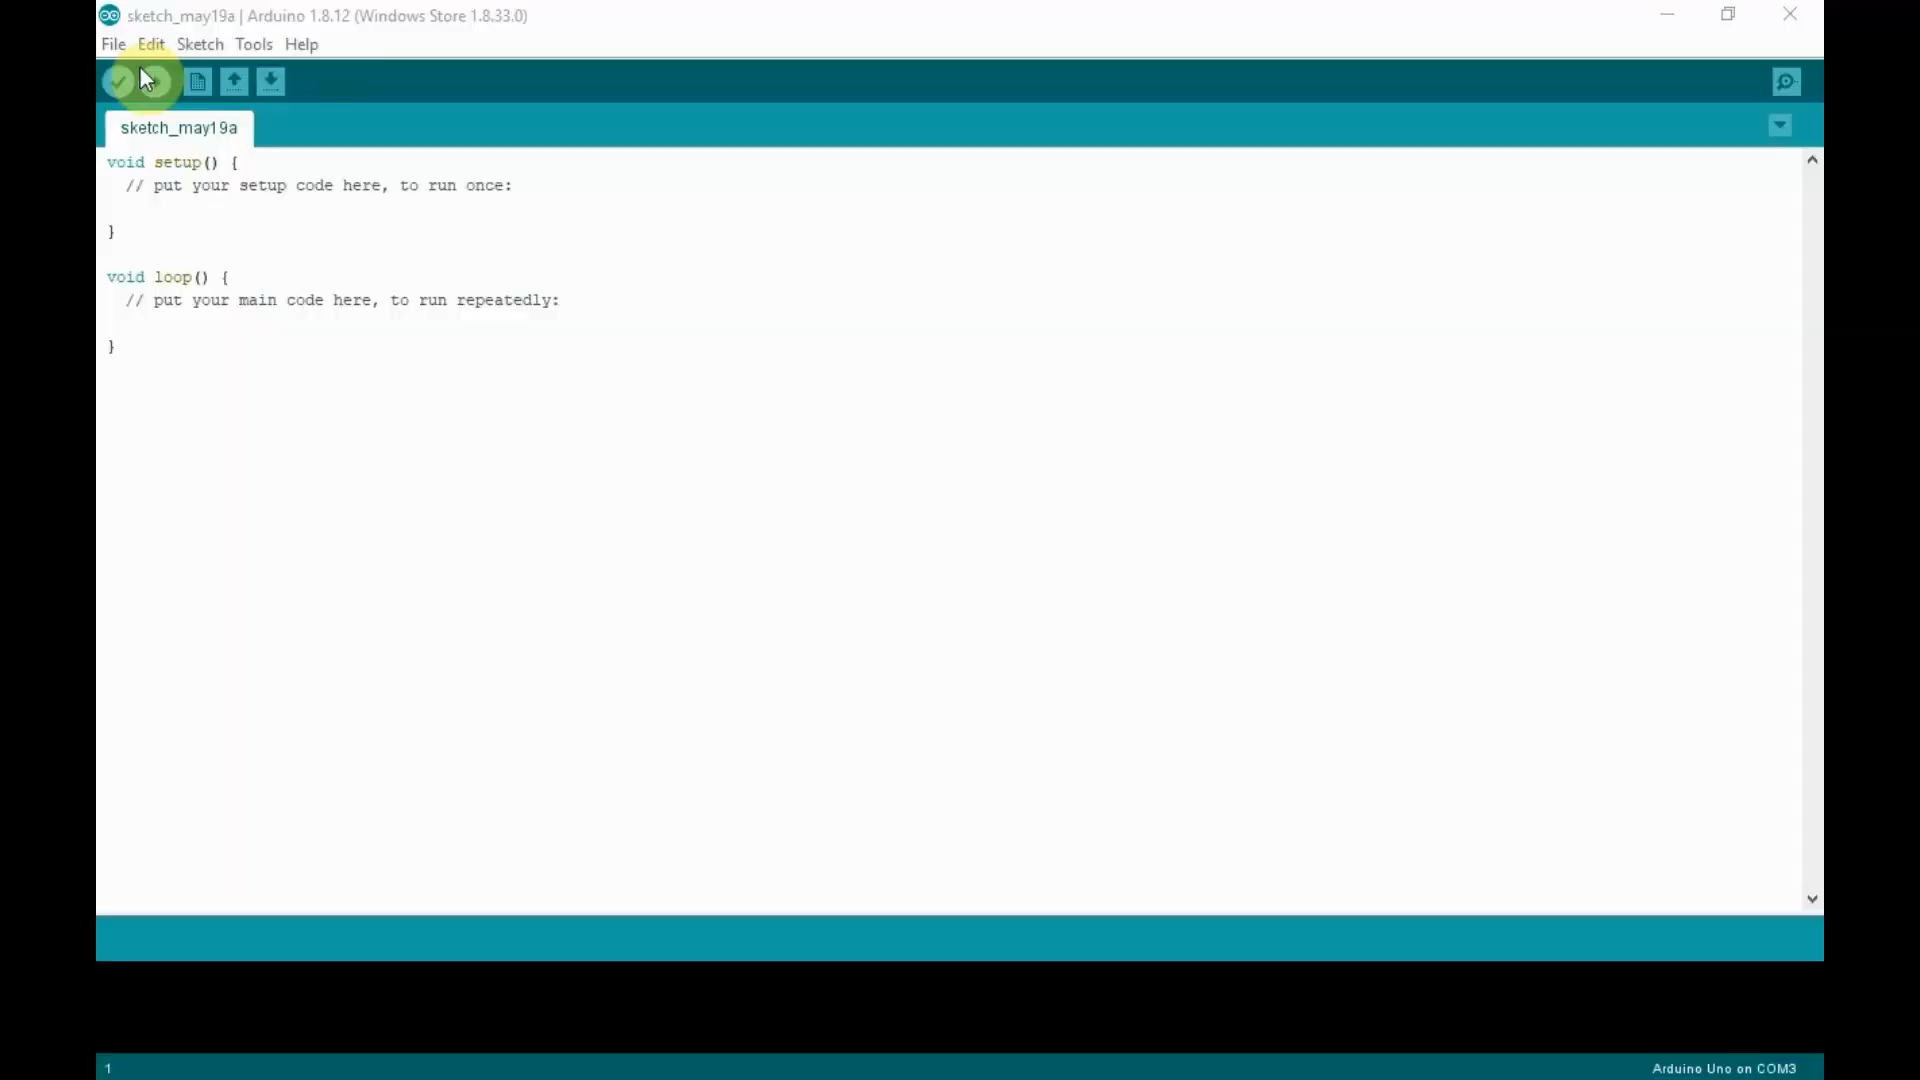 sketch_may19a | Arduino 1.8.12 (Windows Store 1.8.33.0)
File Edit Sketch Tools Help
sketch_may19a
void setup() {
// put your setup code here, to run once:
}
void loop() {
// put your main code here, to run repeatedly:
}
1
Arduino Uno on COM3